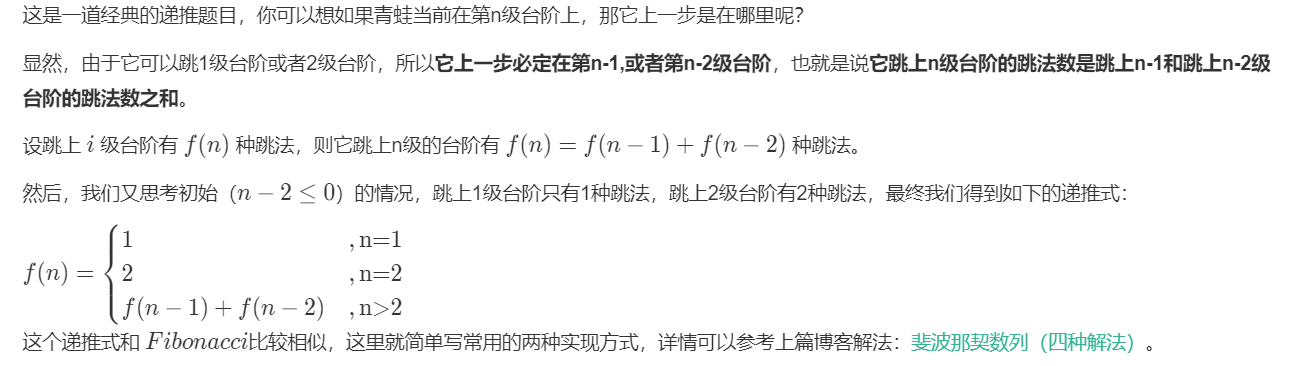 这是一道经典的递推题目，你可以想如果青蛙当前在第n级台阶上，那它上一步是在哪里呢？
显然，由于它可以跳1级台阶或者2级台阶，所以它上一步必定在第n-1,或者第n-2级台阶，也就是说它跳上n级台阶的跳法数是跳上n-1和跳上n-2级
台阶的跳法数之和。
设跳上 i 级台阶有 f(n) 种跳法，则它跳上n级的台阶有 f(n) = f(n − 1) + f(n − 2) 种跳法。
然后，我们又思考初始（n − 2 ≤ 0）的情况，跳上1级台阶只有1种跳法，跳上2级台阶有2种跳法，最终我们得到如下的递推式：
1 , n=1
f(n) = { 2 , n=2
f(n − 1) + f(n − 2) , n>2
这个递推式和 Fibonacci比较相似，这里就简单写常用的两种实现方式，详情可以参考上篇博客解法：斐波那契数列（四种解法）。